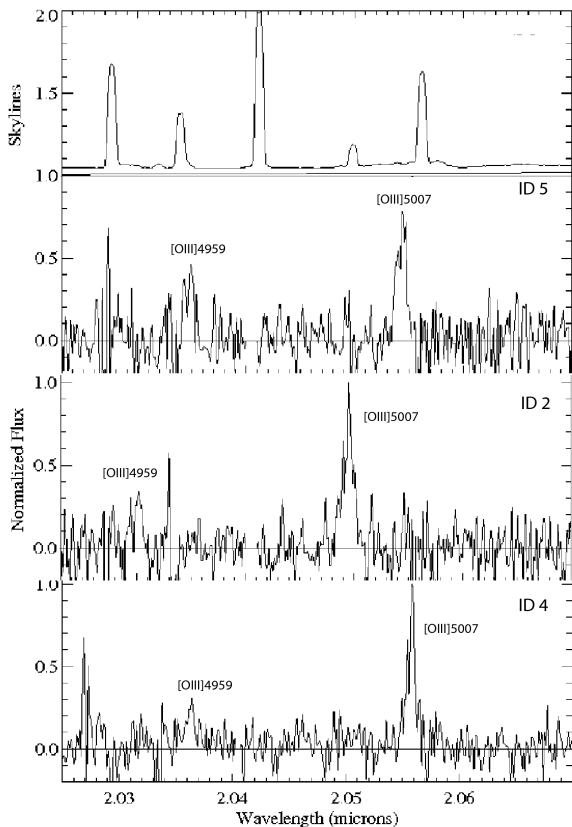 2.0
1.5
1.0
Skylines
ID 5
[OIII]5007
[OIII]4959
0.5
0.0
1.0
ID 2
[OIII]5007
[OIII]4959
0.5
0.0
Normalized Flux
1.0
ID 4
[OIII]5007
[OIII]4959
0.5
0.0
2.03
2.04
2.05
2.06
Wavelength (microns)